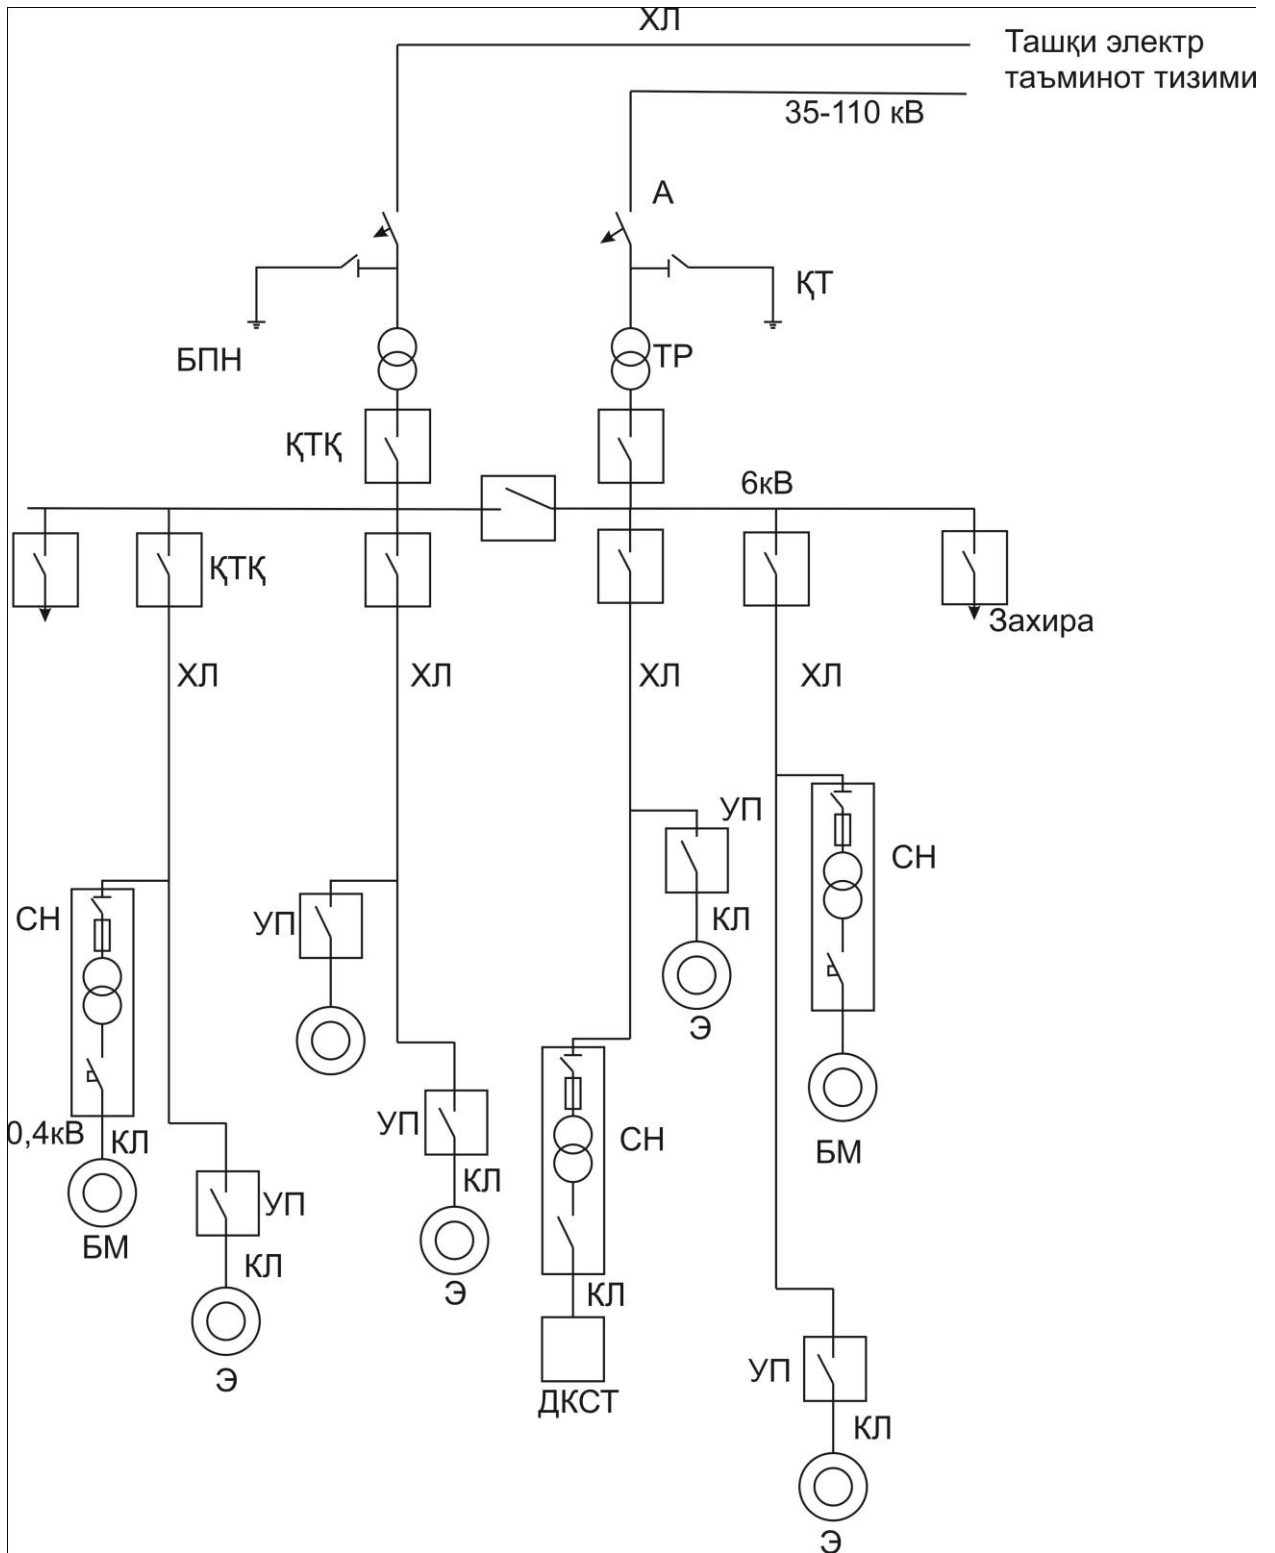 ХЛ
Ташқи электр
таъминот тизими
35-110 кВ
А
ҚТ
БПН
ТР
ҚТҚ
6кВ
ҚТҚ
Захира
ХЛ
ХЛ
ХЛ
ХЛ
УП
СН
СН
УП
КЛ
Э
УП
СН
0,4кВ
КЛ
БМ
КЛ
УП
БМ
КЛ
Э
КЛ
Э
ДКСТ
УП
КЛ
Э